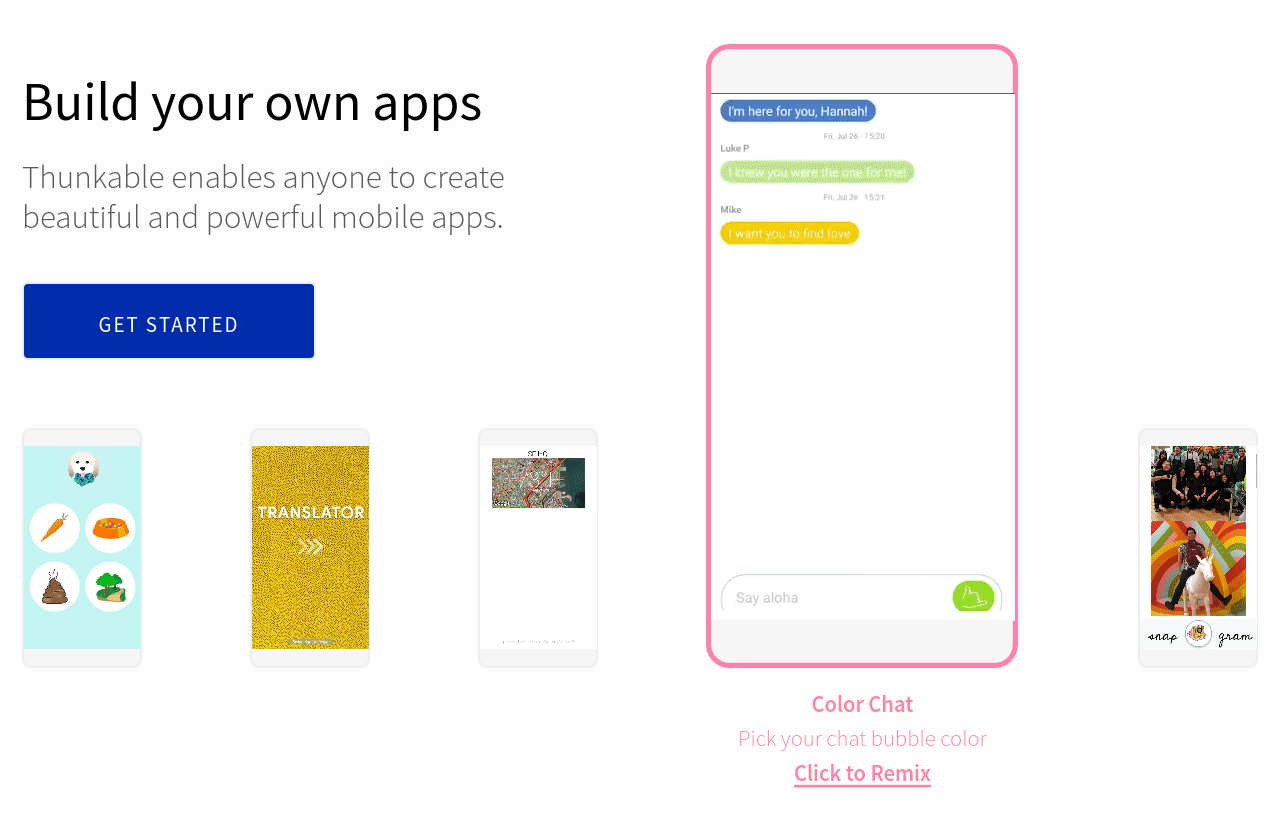 Build your own apps
Thunkable enables anyone to create
beautiful and powerful mobile apps.
GET STARTED
TRANSLATOR
SF HQ
I'm here for you, Hannah!
Fri, Jul 26 · 15:20
Luke P
I knew you were the one for me!
Fri, Jul 26 · 15:21
Mike
I want you to find love
Say aloha
snap gram
Color Chat
Pick your chat bubble color
Click to Remix